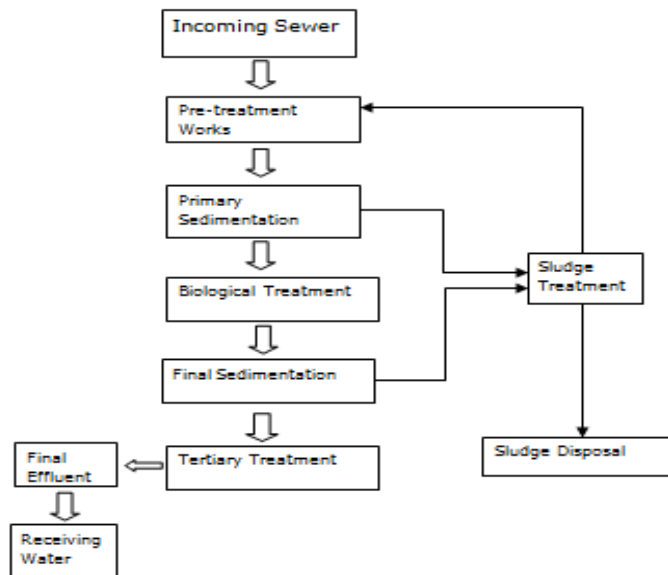 Incoming Sewer
Pre-treatment
Works
Primary
Sedimentation
Sludge
Treatment
Biological Treatment
Final Sedimentation
Sludge Disposal
Final
Effluent
Tertiary Treatment
Receiving
Water